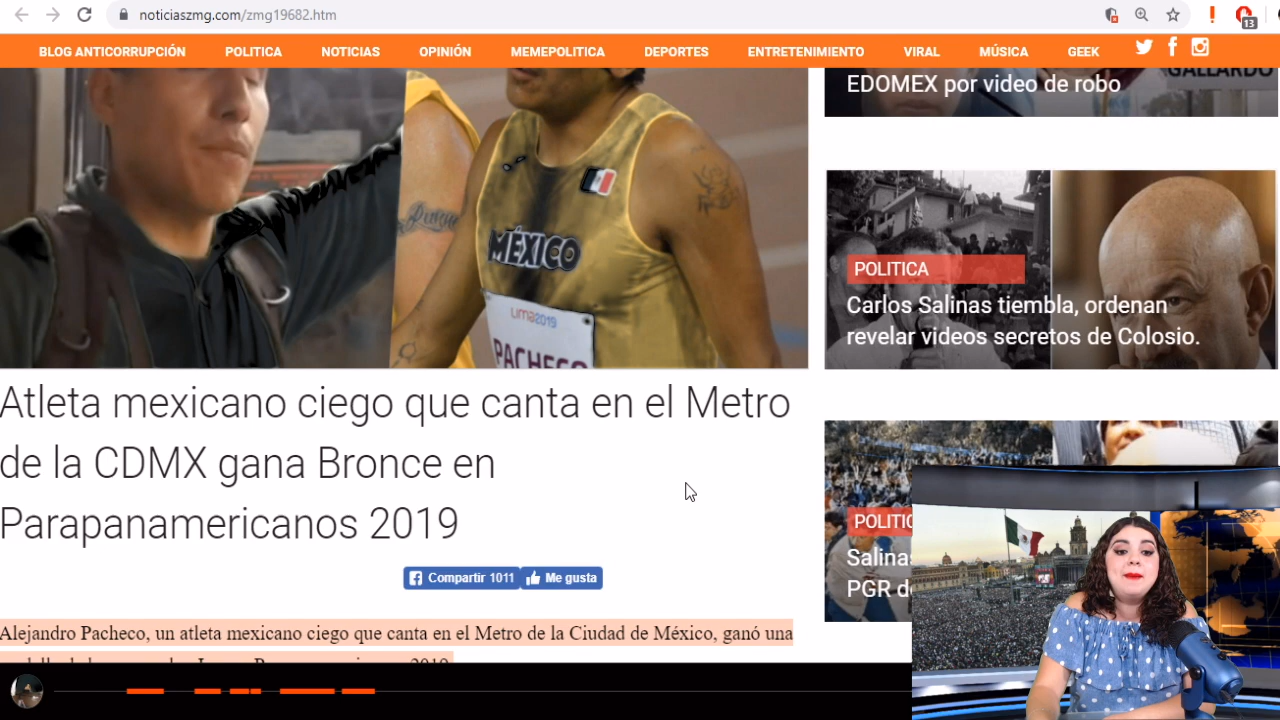 noticiaszmg.com/zmg19682.htm
13
BLOG ANTICORRUPCIÓN POLITICA NOTICIAS OPINIÓN MEMEPOLITICA DEPORTES ENTRETENIMIENTO VIRAL MÚSICA GEEK
GALLARDO
EDOMEX por video de robo
MÉXICO
Lima2019
PACHECO
POLITICA
Carlos Salinas tiembla, ordenan
revelar videos secretos de Colosio.
Atleta mexicano ciego que canta en el Metro
de la CDMX gana Bronce en
Parapanamericanos 2019
Compartir 1011 Me gusta
Salinas
PGR
Alejandro Pacheco, un atleta mexicano ciego que canta en el Metro de la Ciudad de México, ganó una